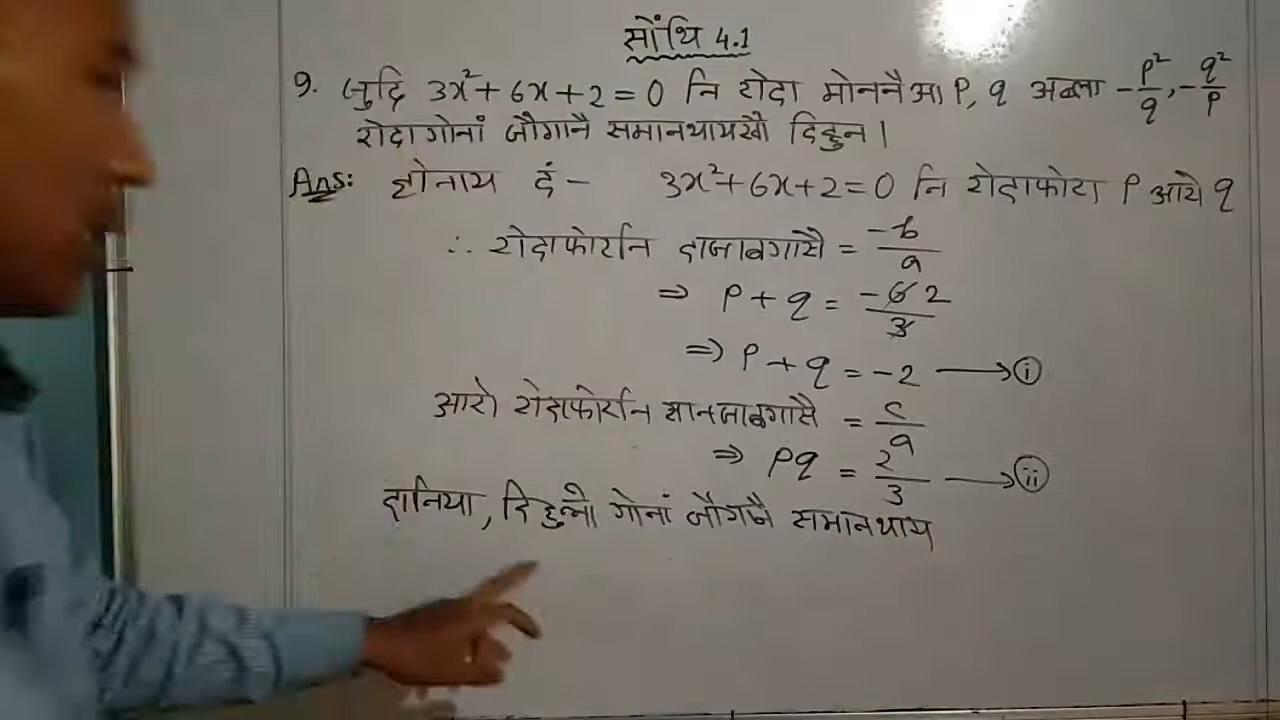 सोंथि 4.1
9. जुदि 3x² + 6x + 2 = 0 नि रोदा मोननैआ P, q अब्ला -p²/q, -q²/p
रोदा गोनां जौगानै समानथायखौ दिहुन।
Ans: होनाय दं - 3x² + 6x + 2 = 0 नि रोदाफोरा P आरो q
∴ रोदाफोरनि दाजाबगासै = -b/a
⇒ P + q = -6 2/3
⇒ P + q = -2 ⟶ (i)
आरो रोदाफोरनि सानजाबगासै = c/a
⇒ Pq = 2/3 ⟶ (ii)
दानिया, दिहुन्नो गोनां जौगानै समानथाय